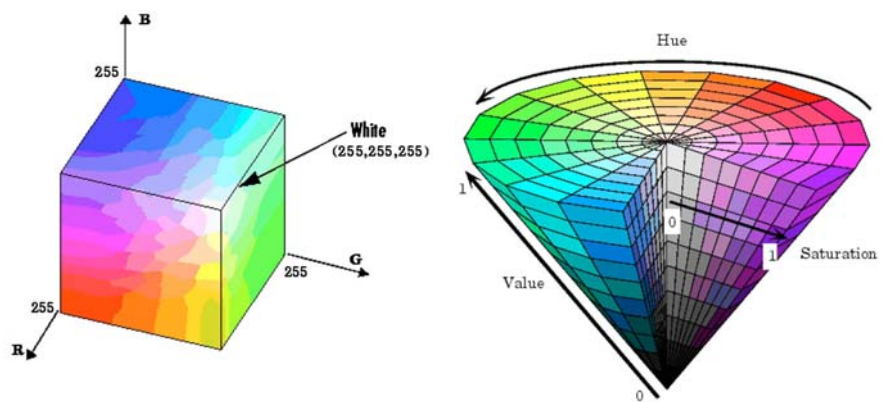 B
255
White
(255,255,255)
G
255
255
R
Hue
1
0
Saturation
1
Value
0